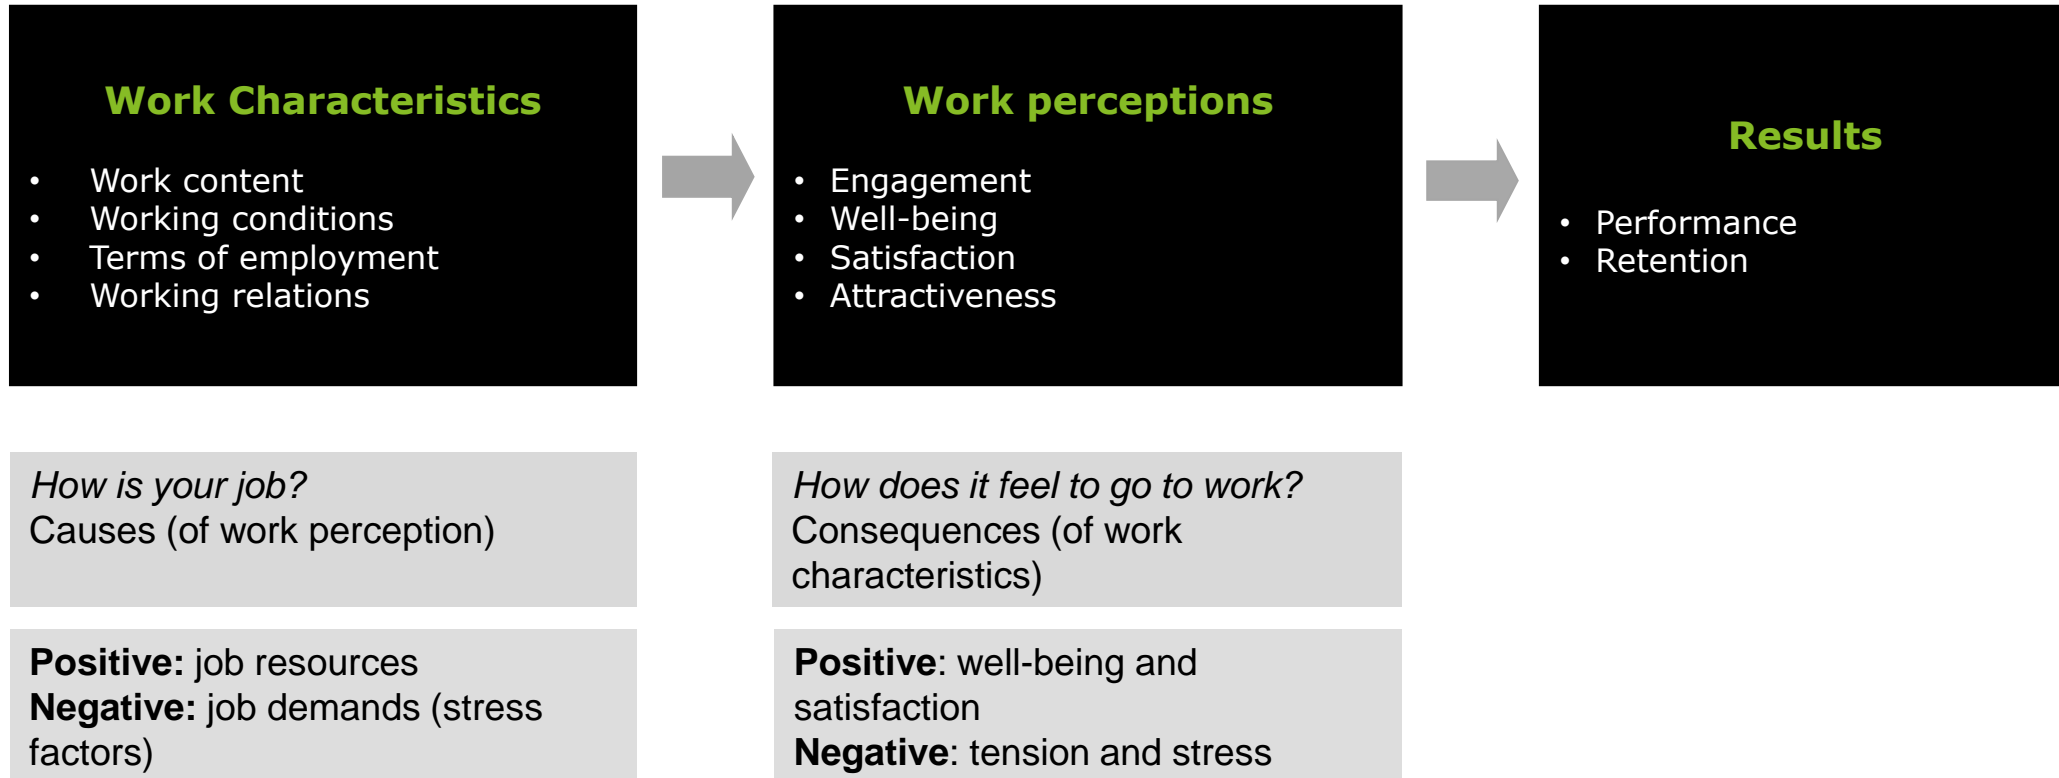 Work Characteristics
• Work content
• Working conditions
• Terms of employment
• Working relations
Work perceptions
• Engagement
• Well-being
• Satisfaction
• Attractiveness
Results
• Performance
• Retention
How is your job?
Causes (of work perception)
How does it feel to go to work?
Consequences (of work
characteristics)
Positive: job resources
Negative: job demands (stress
factors)
Positive: well-being and
satisfaction
Negative: tension and stress